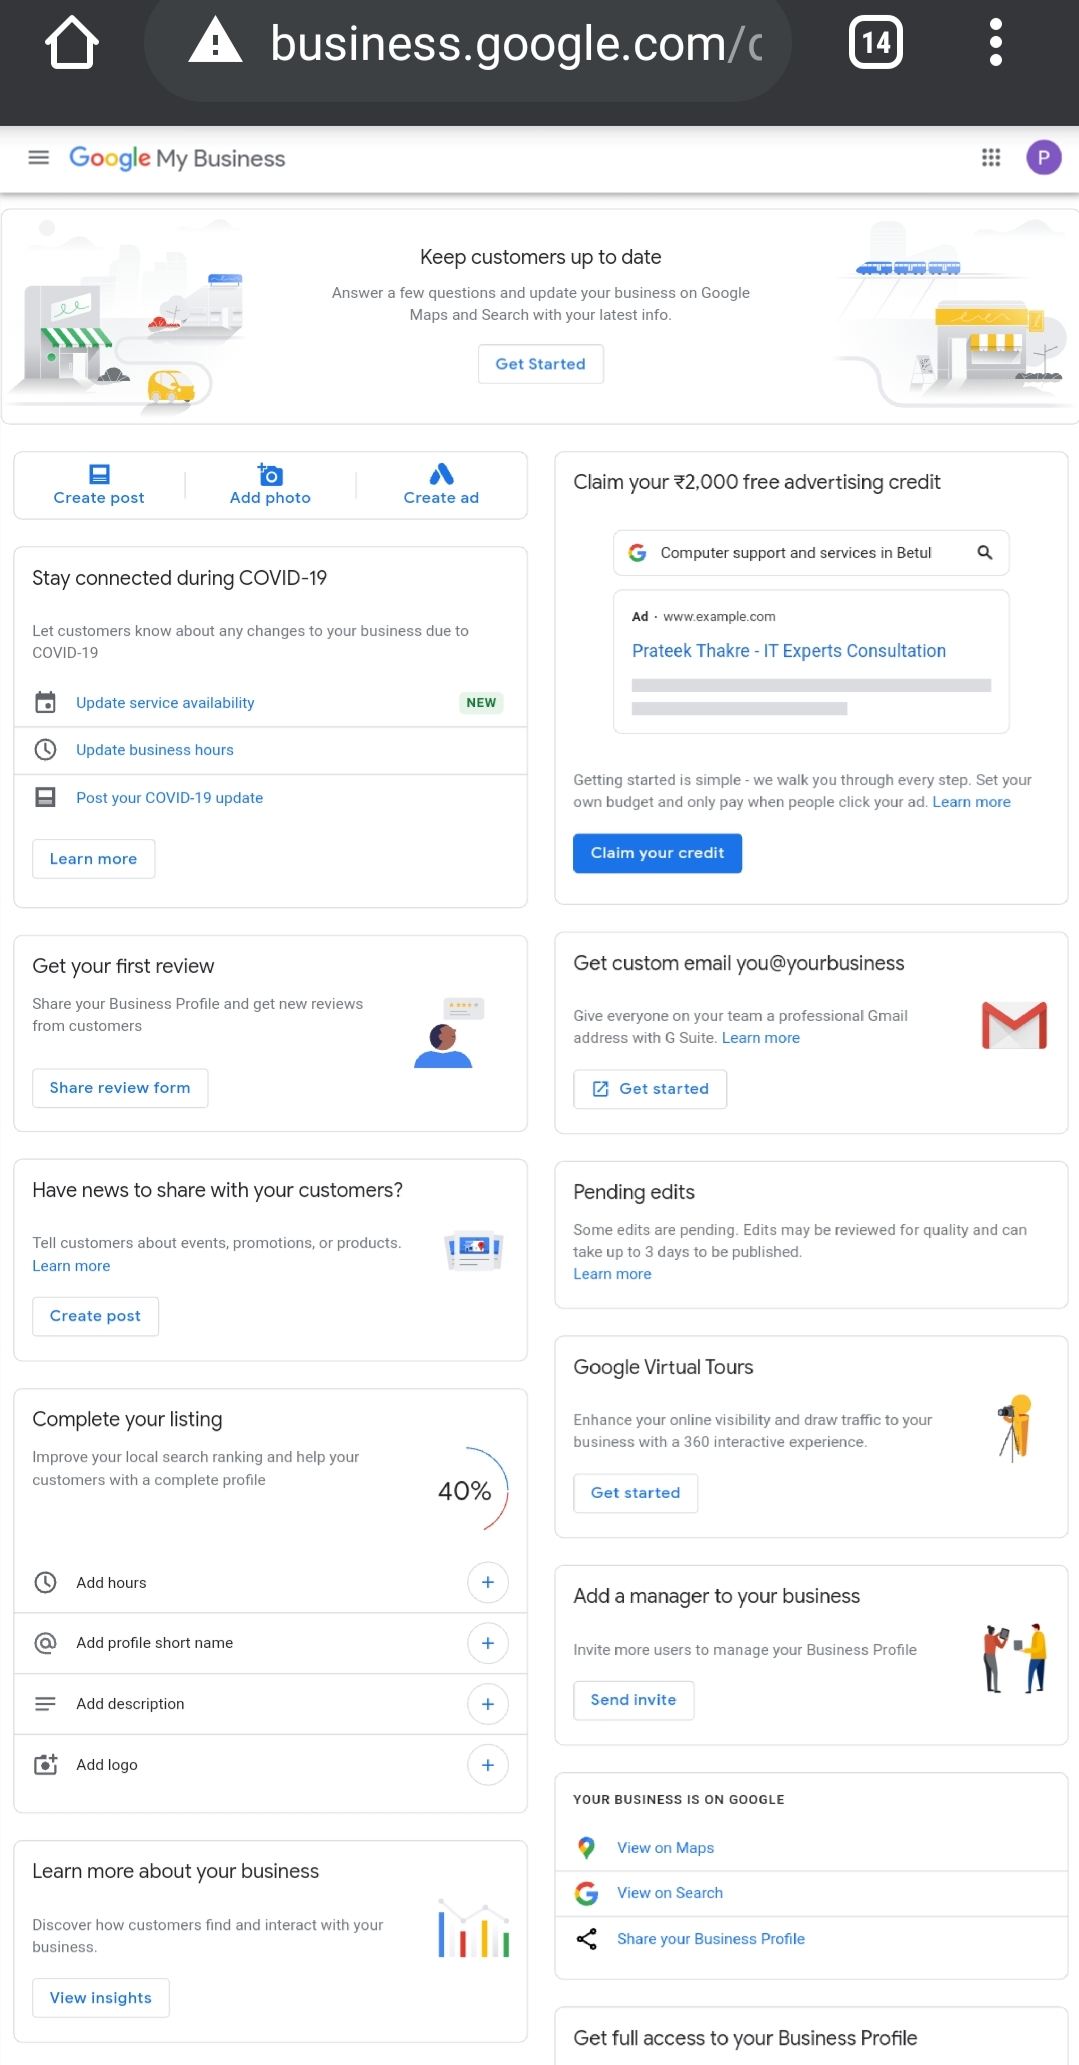 business.google.com/
14
Google My Business
P
Keep customers up to date
Answer a few questions and update your business on Google
Maps and Search with your latest info.
Get Started
Create post
Add photo
Create ad
Stay connected during COVID-19
Let customers know about any changes to your business due to
COVID-19
Update service availability
NEW
Update business hours
Post your COVID-19 update
Learn more
Get your first review
Share your Business Profile and get new reviews
from customers
Share review form
Have news to share with your customers?
Tell customers about events, promotions, or products.
Learn more
Create post
Complete your listing
Improve your local search ranking and help your
customers with a complete profile
40%
Add hours
Add profile short name
Add description
Add logo
Learn more about your business
Discover how customers find and interact with your
business.
View insights
Claim your ₹2,000 free advertising credit
Computer support and services in Betul
Ad · www.example.com
Prateek Thakre - IT Experts Consultation
Getting started is simple - we walk you through every step. Set your
own budget and only pay when people click your ad. Learn more
Claim your credit
Get custom email you@yourbusiness
Give everyone on your team a professional Gmail
address with G Suite. Learn more
Get started
Pending edits
Some edits are pending. Edits may be reviewed for quality and can
take up to 3 days to be published.
Learn more
Google Virtual Tours
Enhance your online visibility and draw traffic to your
business with a 360 interactive experience.
Get started
Add a manager to your business
Invite more users to manage your Business Profile
Send invite
YOUR BUSINESS IS ON GOOGLE
View on Maps
View on Search
Share your Business Profile
Get full access to your Business Profile